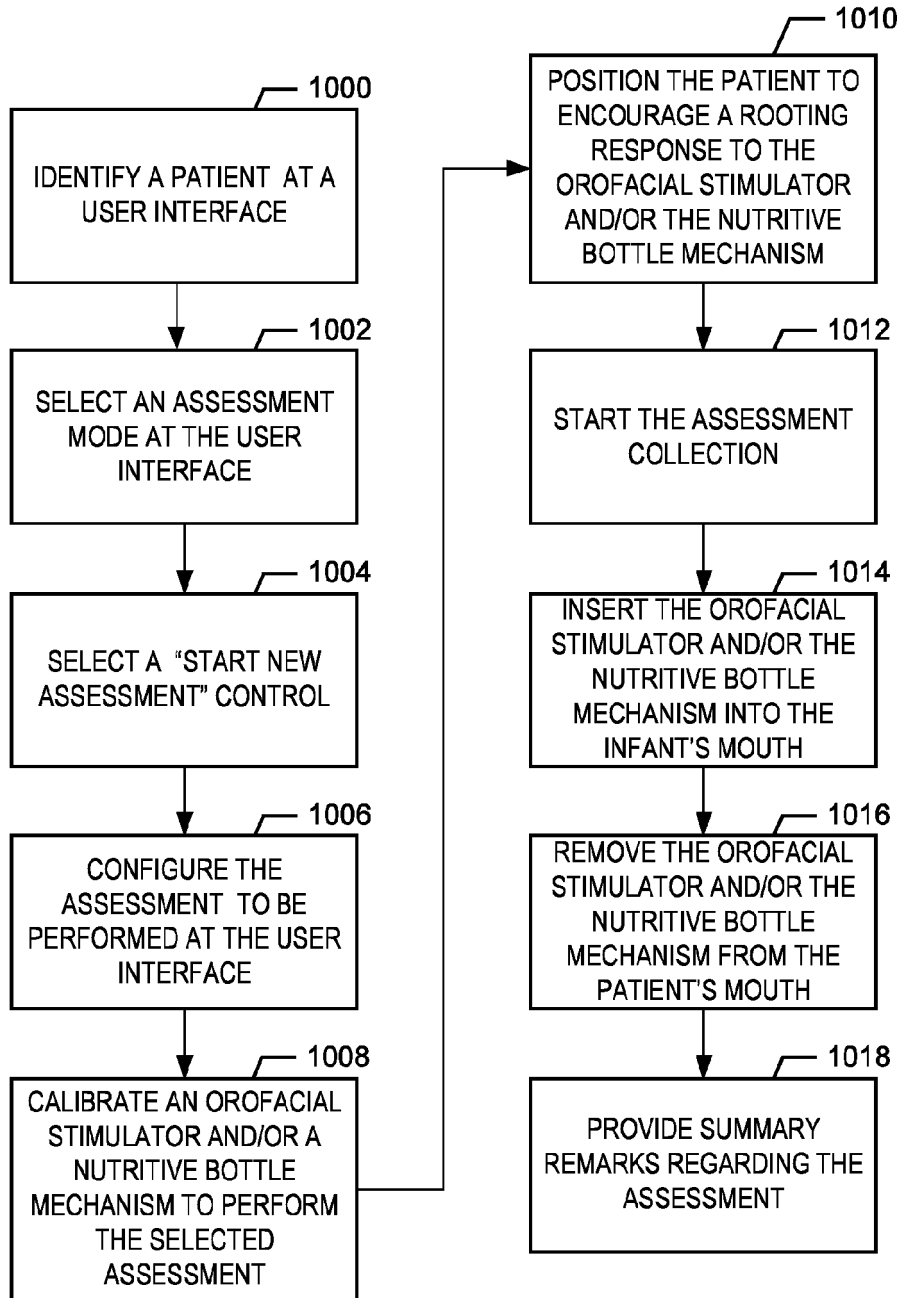 1000
IDENTIFY A PATIENT AT A
USER INTERFACE
1002
SELECT AN ASSESSMENT
MODE AT THE USER
INTERFACE
1004
SELECT A “START NEW
ASSESSMENT” CONTROL
1006
CONFIGURE THE
ASSESSMENT TO BE
PERFORMED AT THE USER
INTERFACE
1008
CALIBRATE AN OROFACIAL
STIMULATOR AND/OR A
NUTRITIVE BOTTLE
MECHANISM TO PERFORM
THE SELECTED
ASSESSMENT
1010
POSITION THE PATIENT TO
ENCOURAGE A ROOTING
RESPONSE TO THE
OROFACIAL STIMULATOR
AND/OR THE NUTRITIVE
BOTTLE MECHANISM
1012
START THE ASSESSMENT
COLLECTION
1014
INSERT THE OROFACIAL
STIMULATOR AND/OR THE
NUTRITIVE BOTTLE
MECHANISM INTO THE
INFANT’S MOUTH
1016
REMOVE THE OROFACIAL
STIMULATOR AND/OR THE
NUTRITIVE BOTTLE
MECHANISM FROM THE
PATIENT’S MOUTH
1018
PROVIDE SUMMARY
REMARKS REGARDING THE
ASSESSMENT